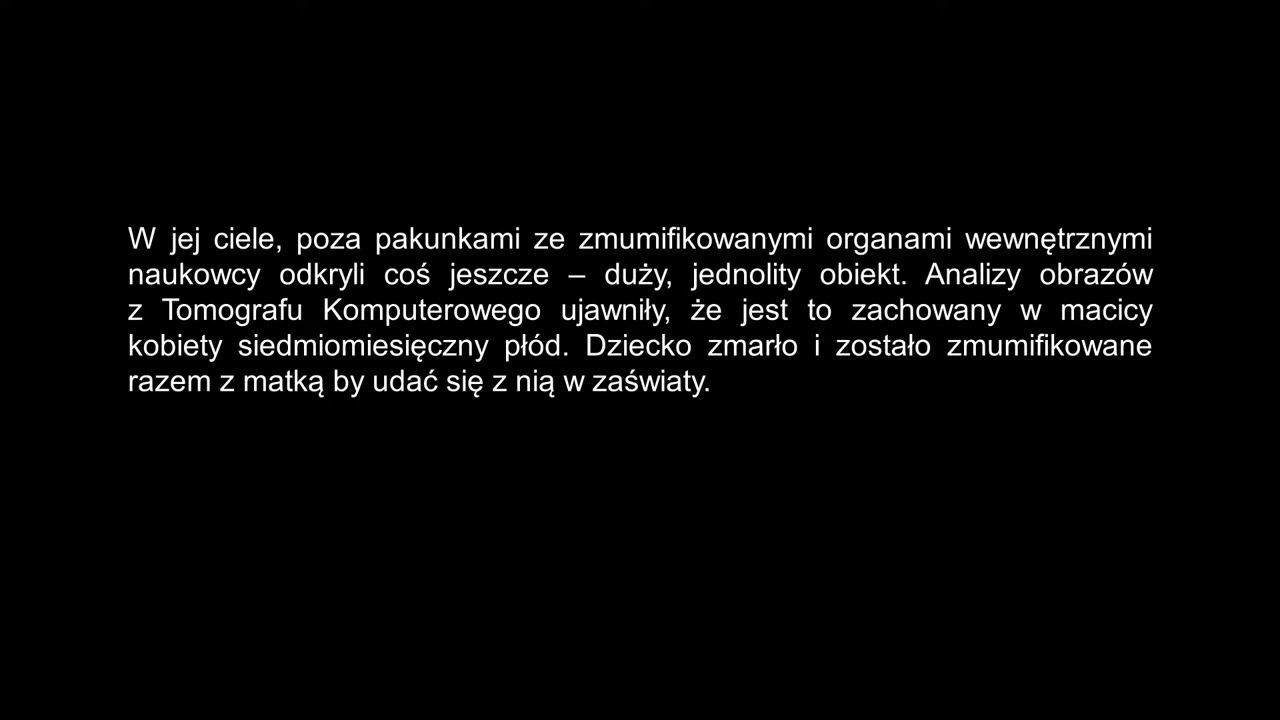 W jej ciele, poza pakunkami ze zmumifikowanymi organami wewnętrznymi
naukowcy odkryli coś jeszcze – duży, jednolity obiekt. Analizy obrazów
z Tomografu Komputerowego ujawniły, że jest to zachowany w macicy
kobiety siedmiomiesięczny płód. Dziecko zmarło i zostało zmumifikowane
razem z matką by udać się z nią w zaświaty.